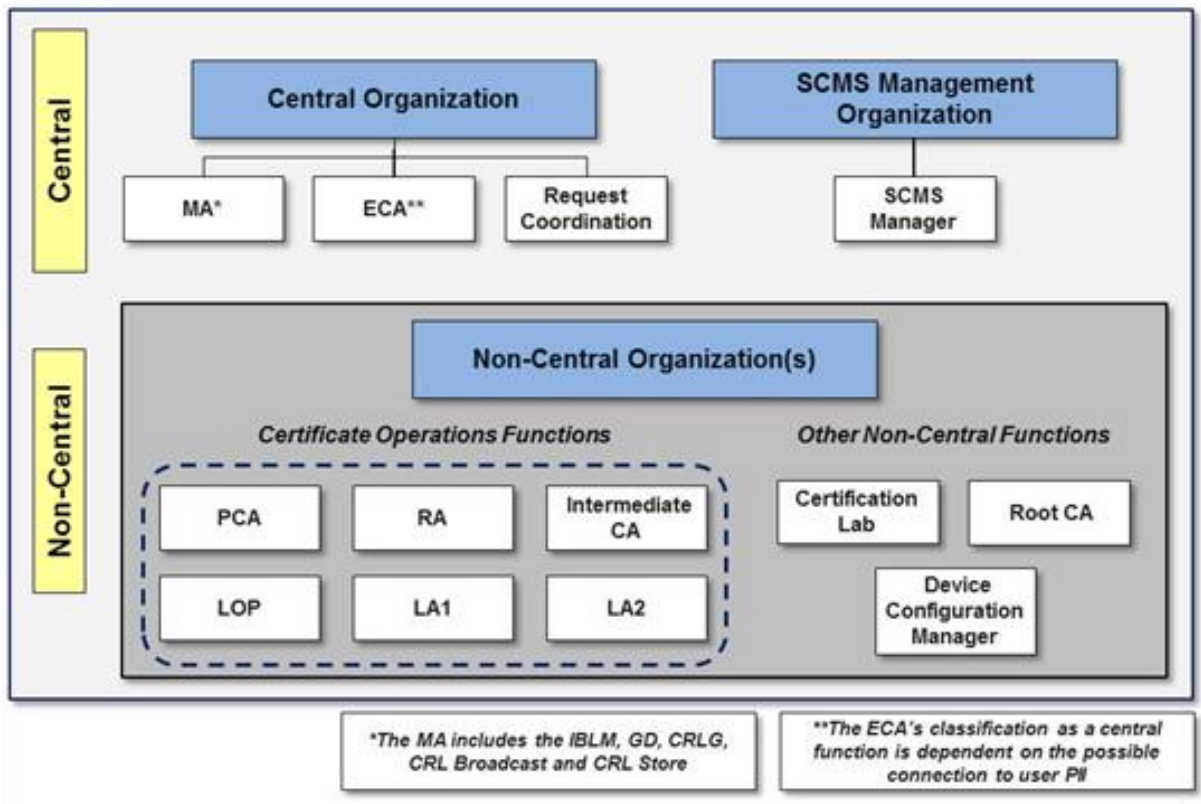 Central
Central Organization
SCMS Management
Organization
MA*
ECA**
Request
Coordination
SCMS
Manager
Non-Central
Non-Central Organization(s)
Certificate Operations Functions
Other Non-Central Functions
PCA
RA
Intermediate
CA
Certification
Lab
Root CA
LOP
LA1
LA2
Device
Configuration
Manager
*The MA includes the IBLM, GD, CRLG,
CRL Broadcast and CRL Store
**The ECA's classification as a central
function is dependent on the possible
connection to user PII